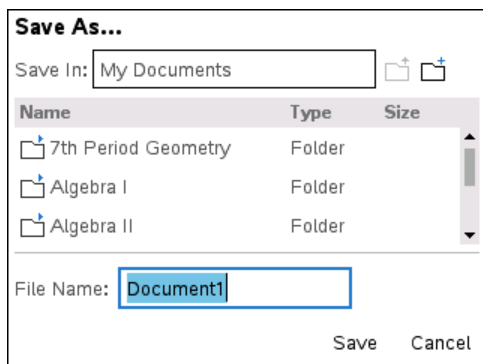 Save As...
Save In: My Documents
Name Type Size
7th Period Geometry Folder
Algebra I Folder
Algebra II Folder
File Name: Document1
Save Cancel